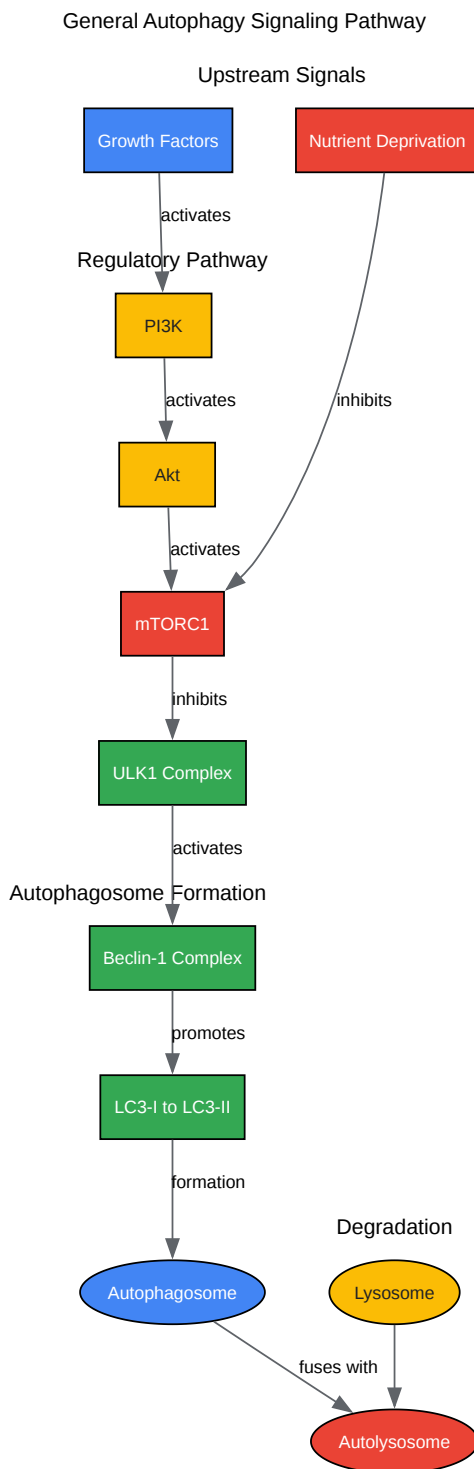 General Autophagy Signaling Pathway
Upstream Signals
Growth Factors
Nutrient Deprivation
activates
Regulatory Pathway
PI3K
activates
inhibits
Akt
activates
mTORC1
inhibits
ULK1 Complex
activates
Autophagosome Formation
Beclin-1 Complex
promotes
LC3-I to LC3-II
formation
Degradation
Autophagosome
Lysosome
fuses with
Autolysosome